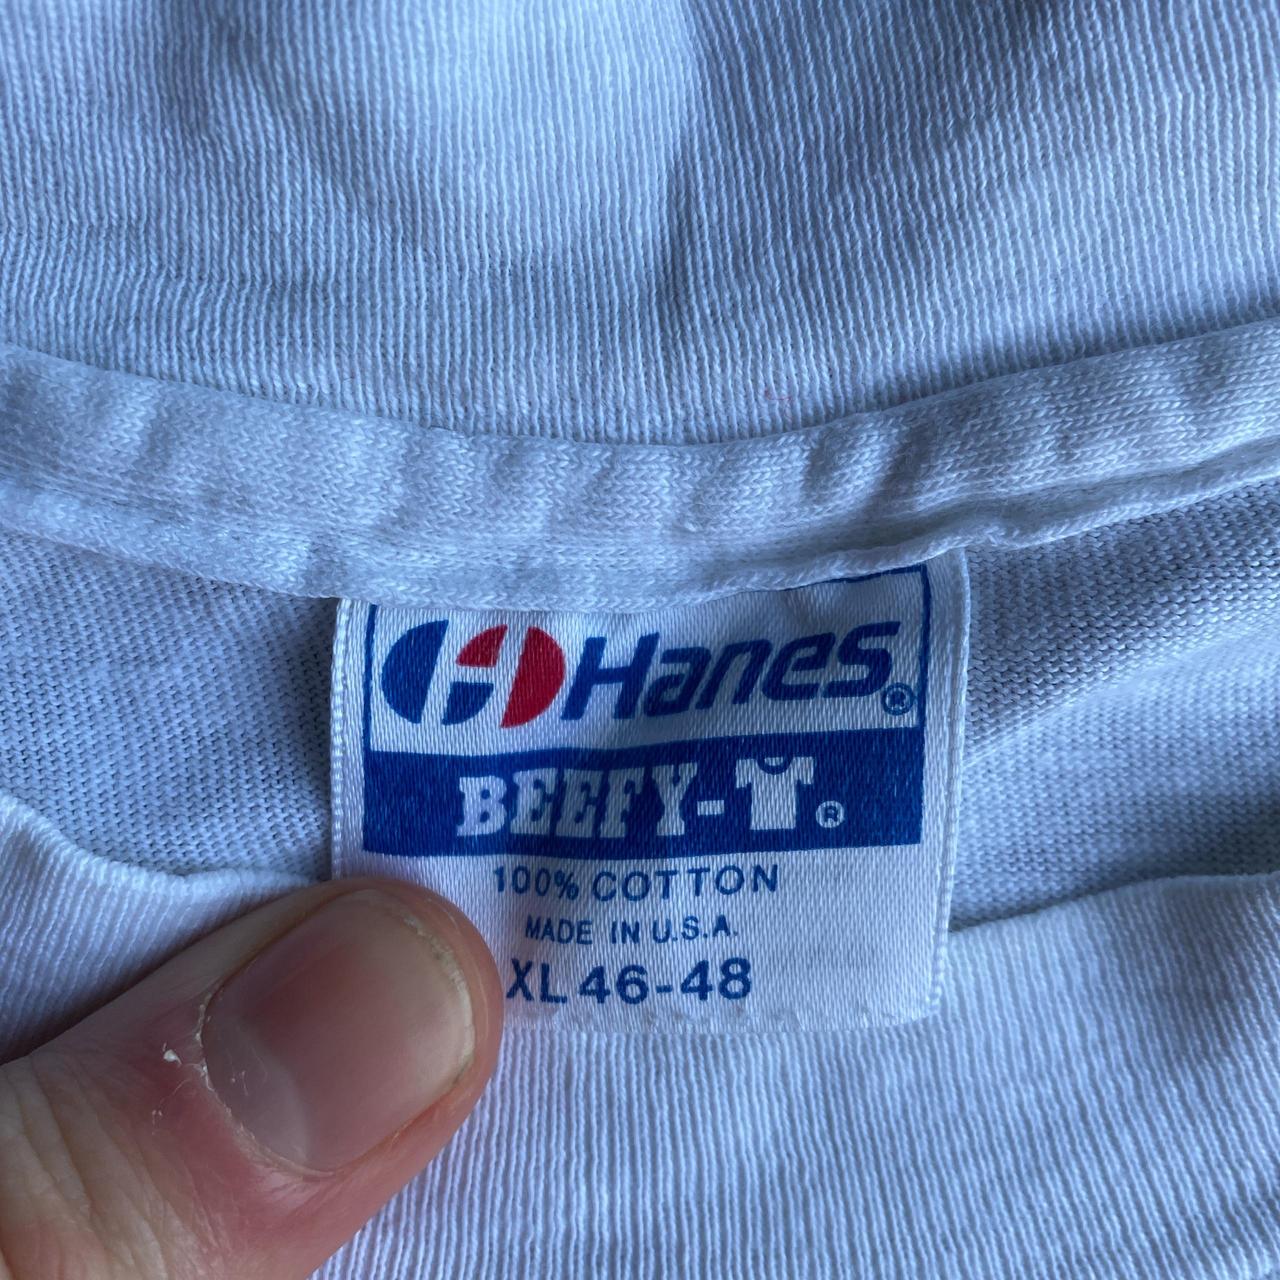 H Hanes®
BEEFY-T®
100% COTTON
MADE IN U.S.A.
XL 46-48